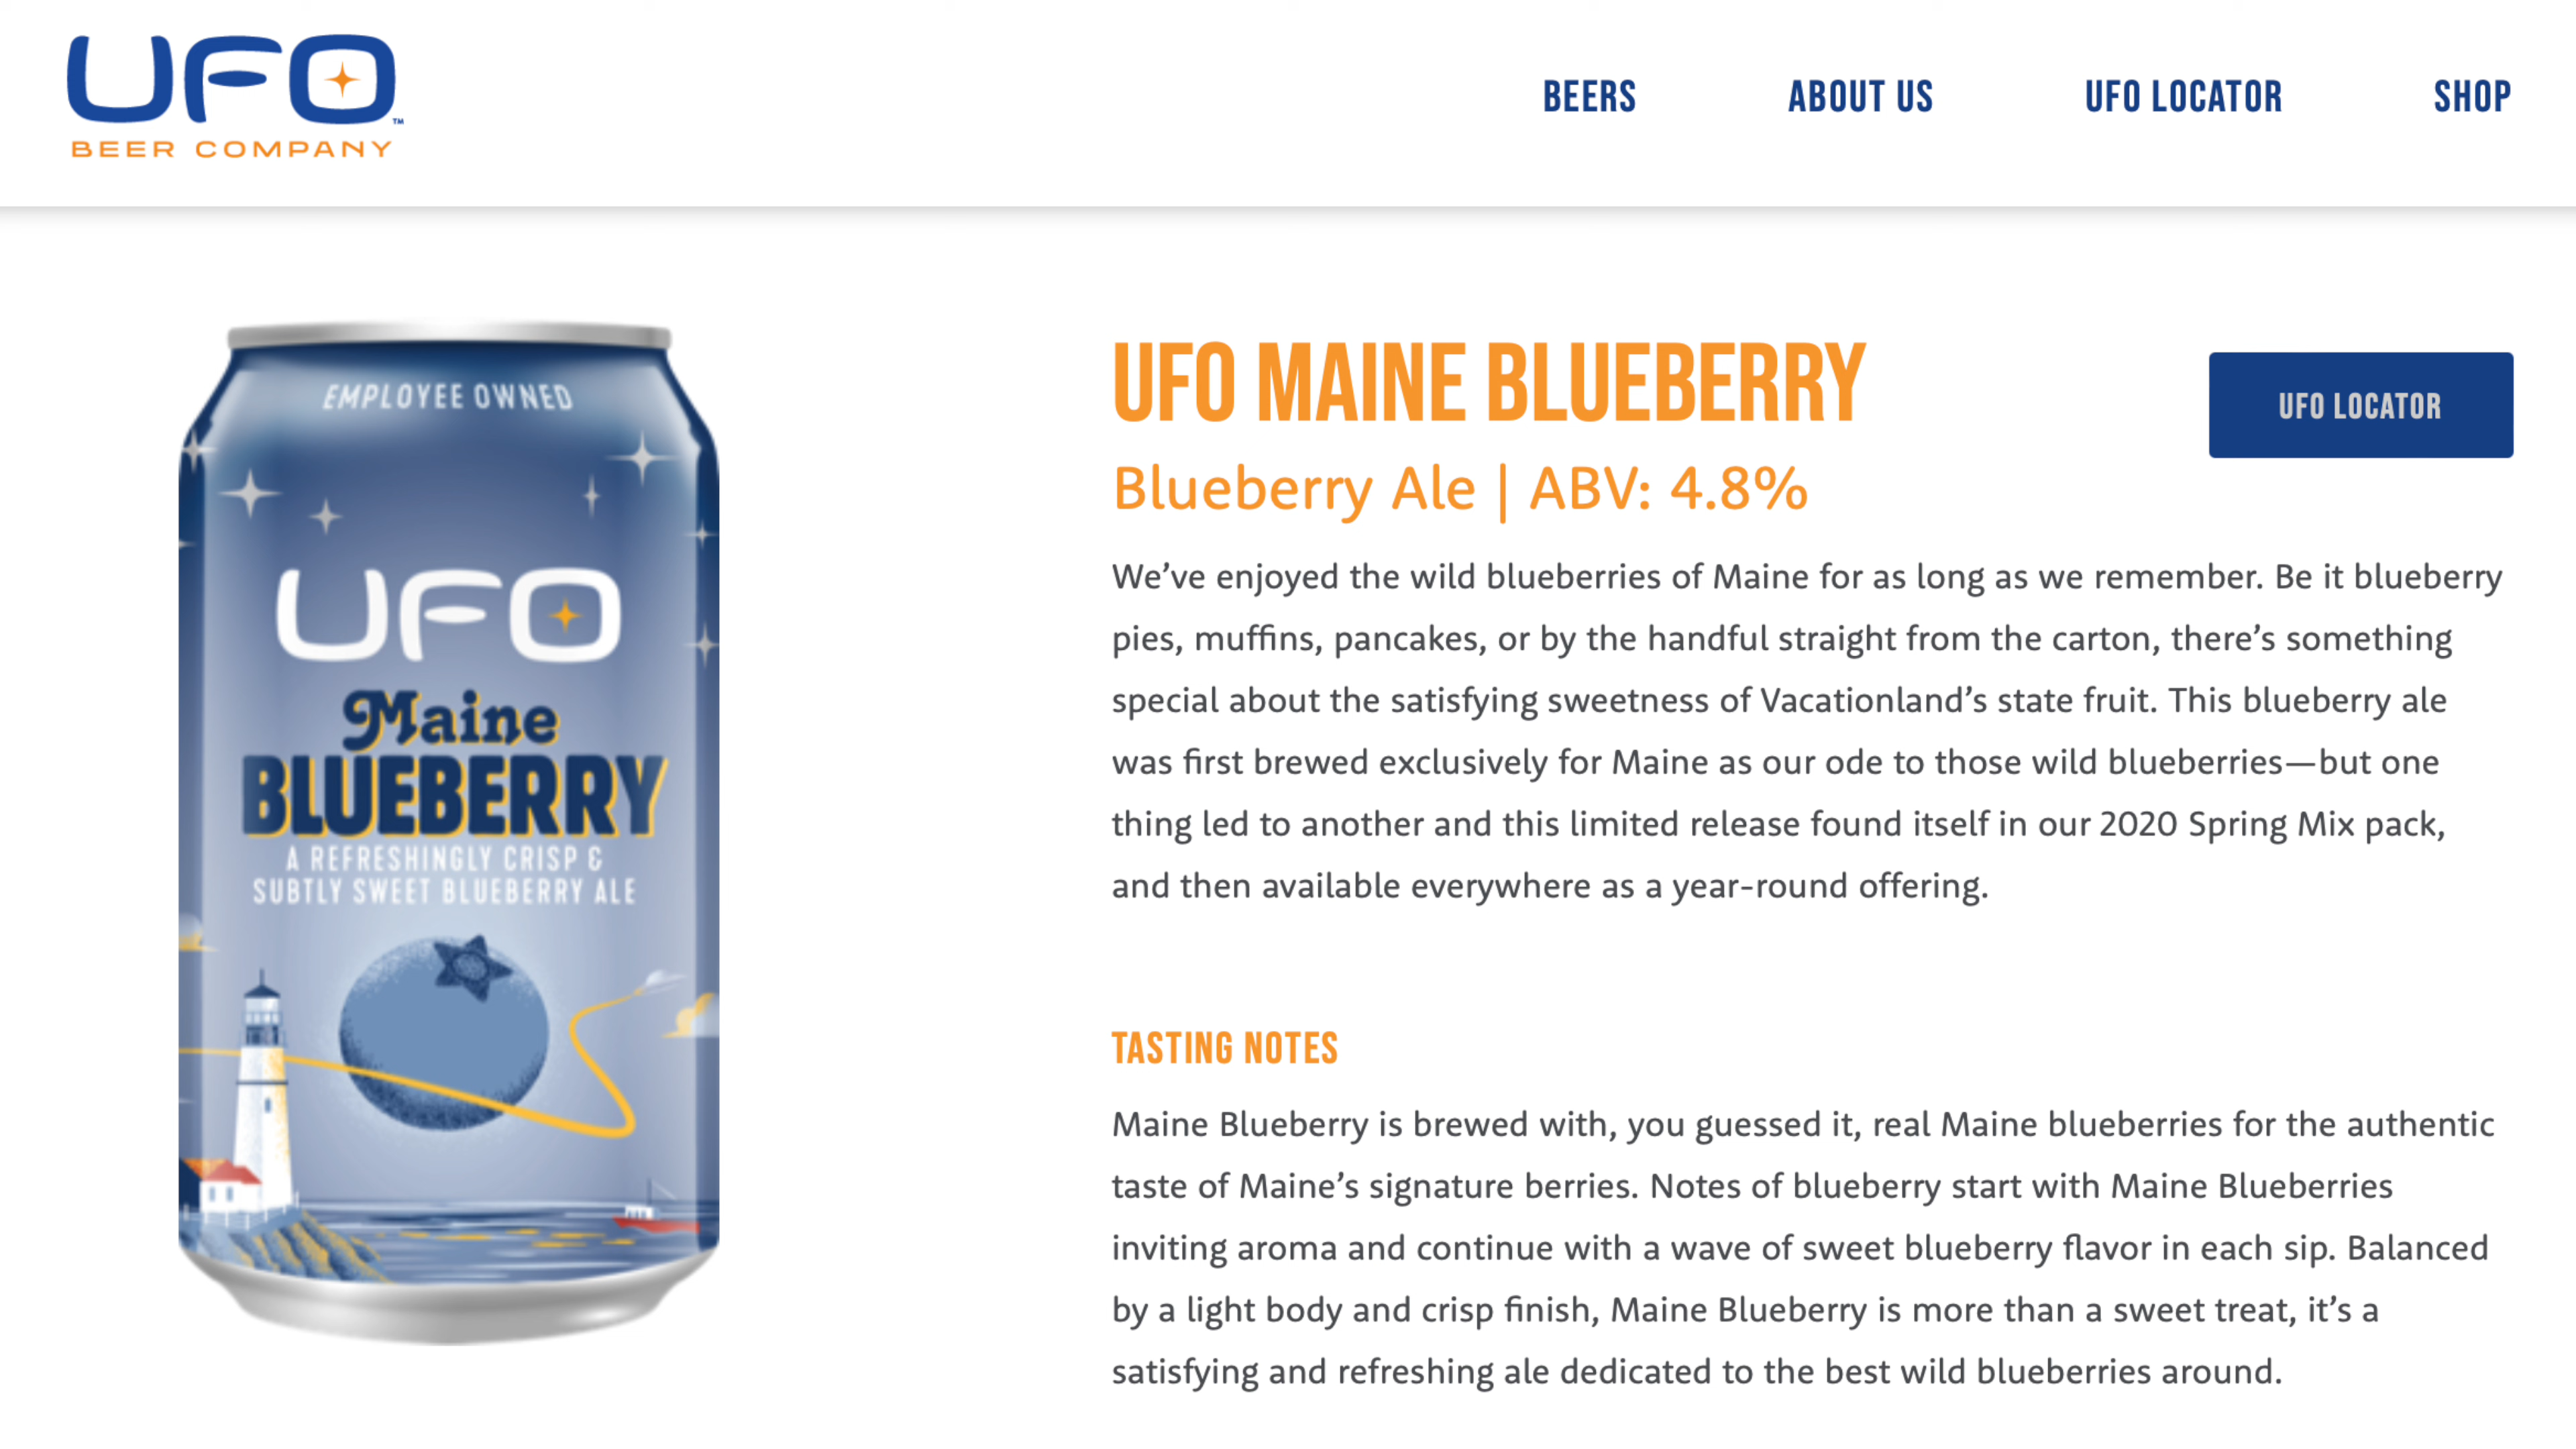 UFO™
BEER COMPANY
BEERS
ABOUT US
UFO LOCATOR
SHOP
EMPLOYEE OWNED
UFO
Maine
BLUEBERRY
A REFRESHINGLY CRISP &
SUBTLY SWEET BLUEBERRY ALE
UFO MAINE BLUEBERRY
UFO LOCATOR
Blueberry Ale | ABV: 4.8%
We’ve enjoyed the wild blueberries of Maine for as long as we remember. Be it blueberry
pies, muffins, pancakes, or by the handful straight from the carton, there’s something
special about the satisfying sweetness of Vacationland’s state fruit. This blueberry ale
was first brewed exclusively for Maine as our ode to those wild blueberries—but one
thing led to another and this limited release found itself in our 2020 Spring Mix pack,
and then available everywhere as a year-round offering.
TASTING NOTES
Maine Blueberry is brewed with, you guessed it, real Maine blueberries for the authentic
taste of Maine’s signature berries. Notes of blueberry start with Maine Blueberries
inviting aroma and continue with a wave of sweet blueberry flavor in each sip. Balanced
by a light body and crisp finish, Maine Blueberry is more than a sweet treat, it’s a
satisfying and refreshing ale dedicated to the best wild blueberries around.